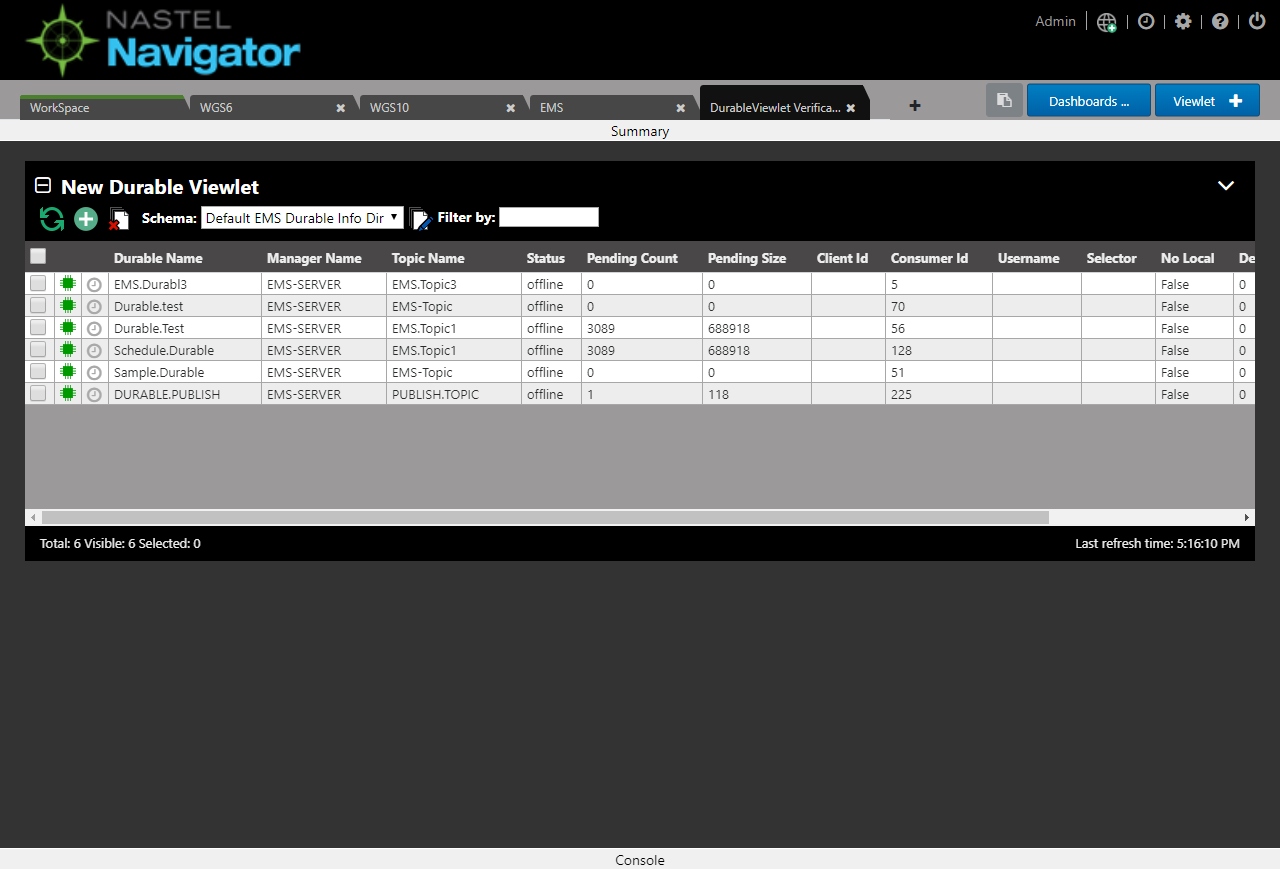 NASTEL
Navigator
Admin
WorkSpace WGS6 WGS10 EMS DurableViewlet Verifica... Dashboards ... Viewlet
Summary
New Durable Viewlet
Schema: Default EMS Durable Info Dir Filter by:
Durable Name Manager Name Topic Name Status Pending Count Pending Size Client Id Consumer Id Username Selector No Local De
EMS.Durabl3 EMS-SERVER EMS.Topic3 offline 0 0 5 False 0
Durable.test EMS-SERVER EMS-Topic offline 0 0 70 False 0
Durable.Test EMS-SERVER EMS.Topic1 offline 3089 688918 56 False 0
Schedule.Durable EMS-SERVER EMS.Topic1 offline 3089 688918 128 False 0
Sample.Durable EMS-SERVER EMS-Topic offline 0 0 51 False 0
DURABLE.PUBLISH EMS-SERVER PUBLISH.TOPIC offline 1 118 225 False 0
Total: 6 Visible: 6 Selected: 0 Last refresh time: 5:16:10 PM
Console